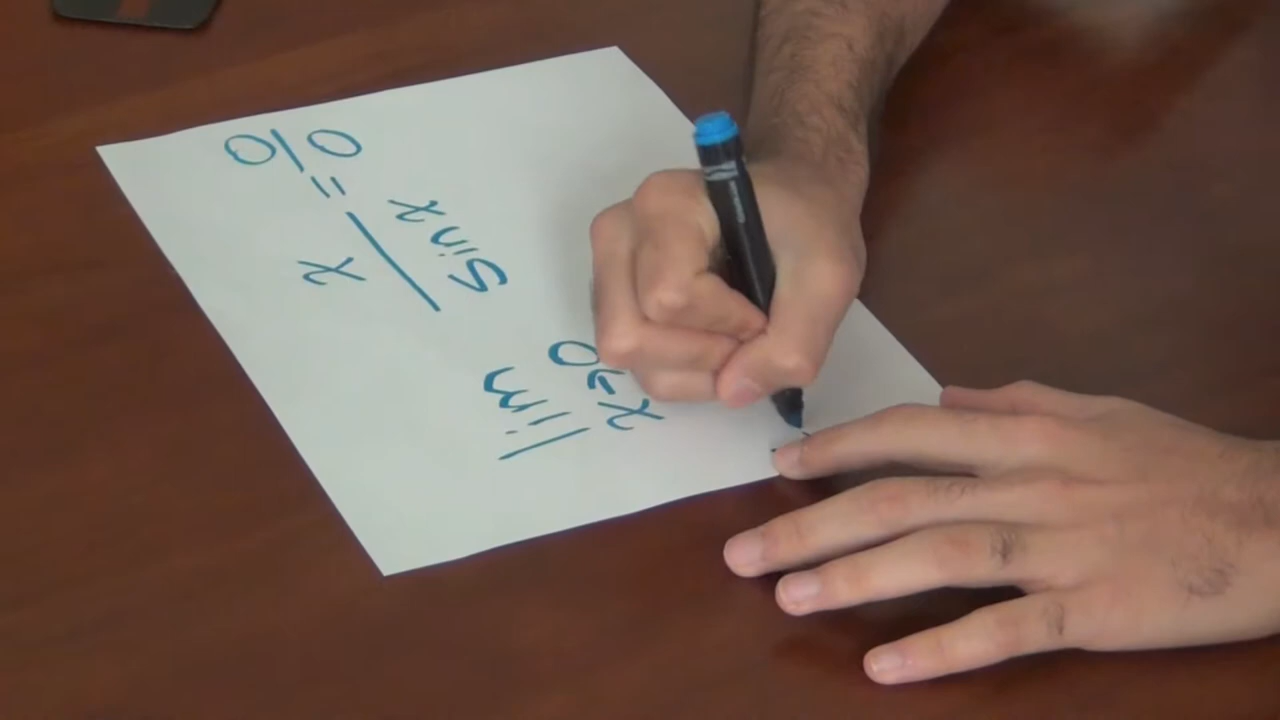 lim sin x / x = 0/0
x→0